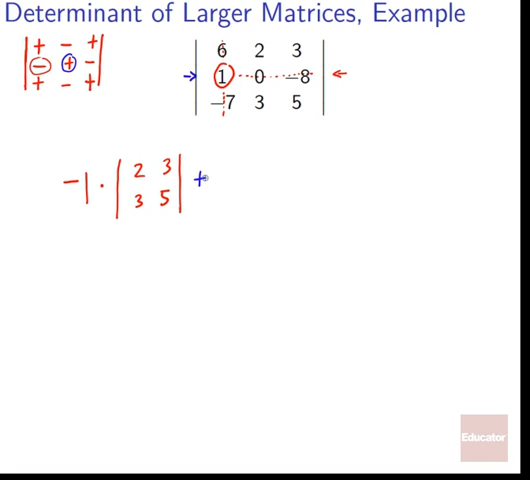 Determinant of Larger Matrices, Example
+ − +
− + −
+ − +
6 2 3
1 0 −8
−7 3 5
−1 · | 2 3 | +
3 5
Educator